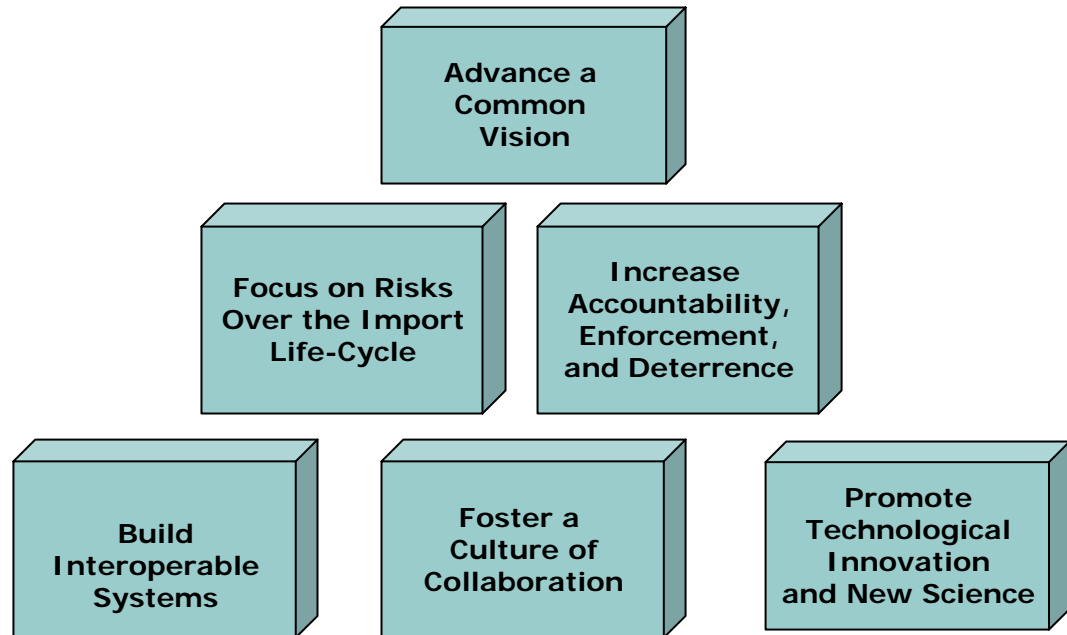 Advance a
Common
Vision
Focus on Risks
Over the Import
Life-Cycle
Increase
Accountability,
Enforcement,
and Deterrence
Build
Interoperable
Systems
Foster a
Culture of
Collaboration
Promote
Technological
Innovation
and New Science